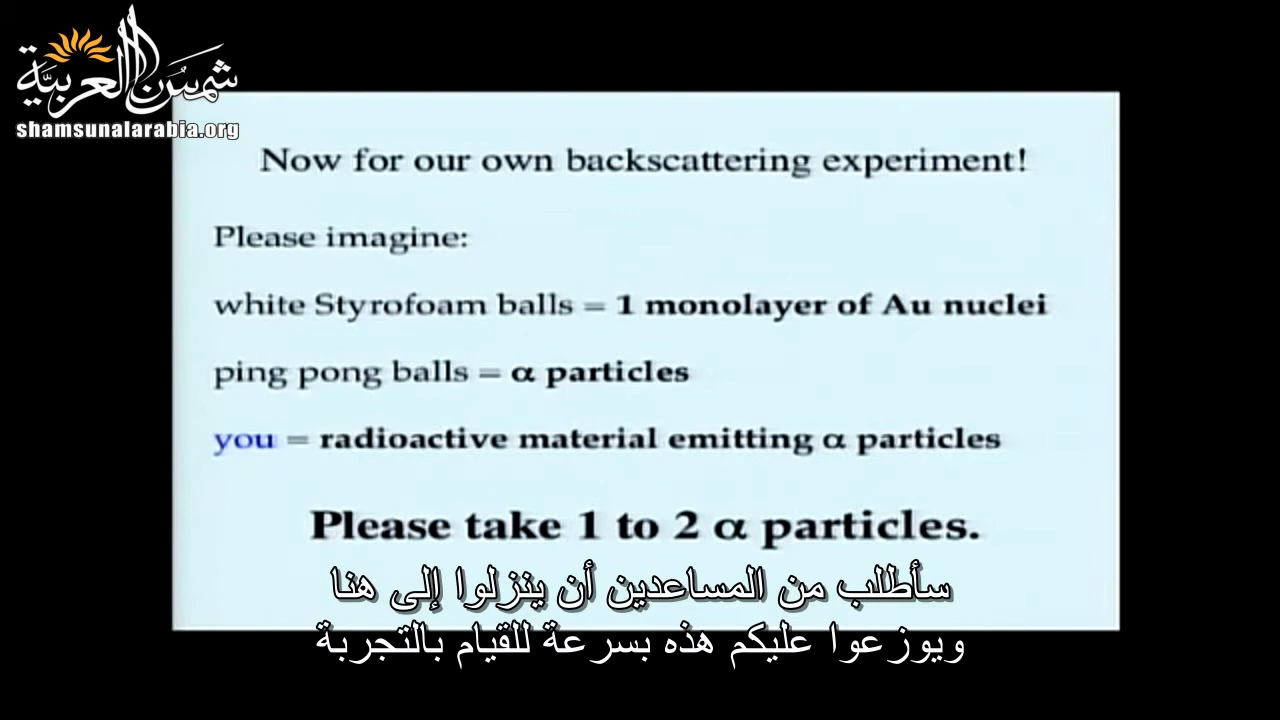 شمس العربية
shamsunalarabia.org
Now for our own backscattering experiment!
Please imagine:
white Styrofoam balls = 1 monolayer of Au nuclei
ping pong balls = α particles
you = radioactive material emitting α particles
Please take 1 to 2 α particles.
سأطلب من المساعدين أن ينزلوا إلى هنا
ويوزعوا عليكم هذه بسرعة للقيام بالتجربة